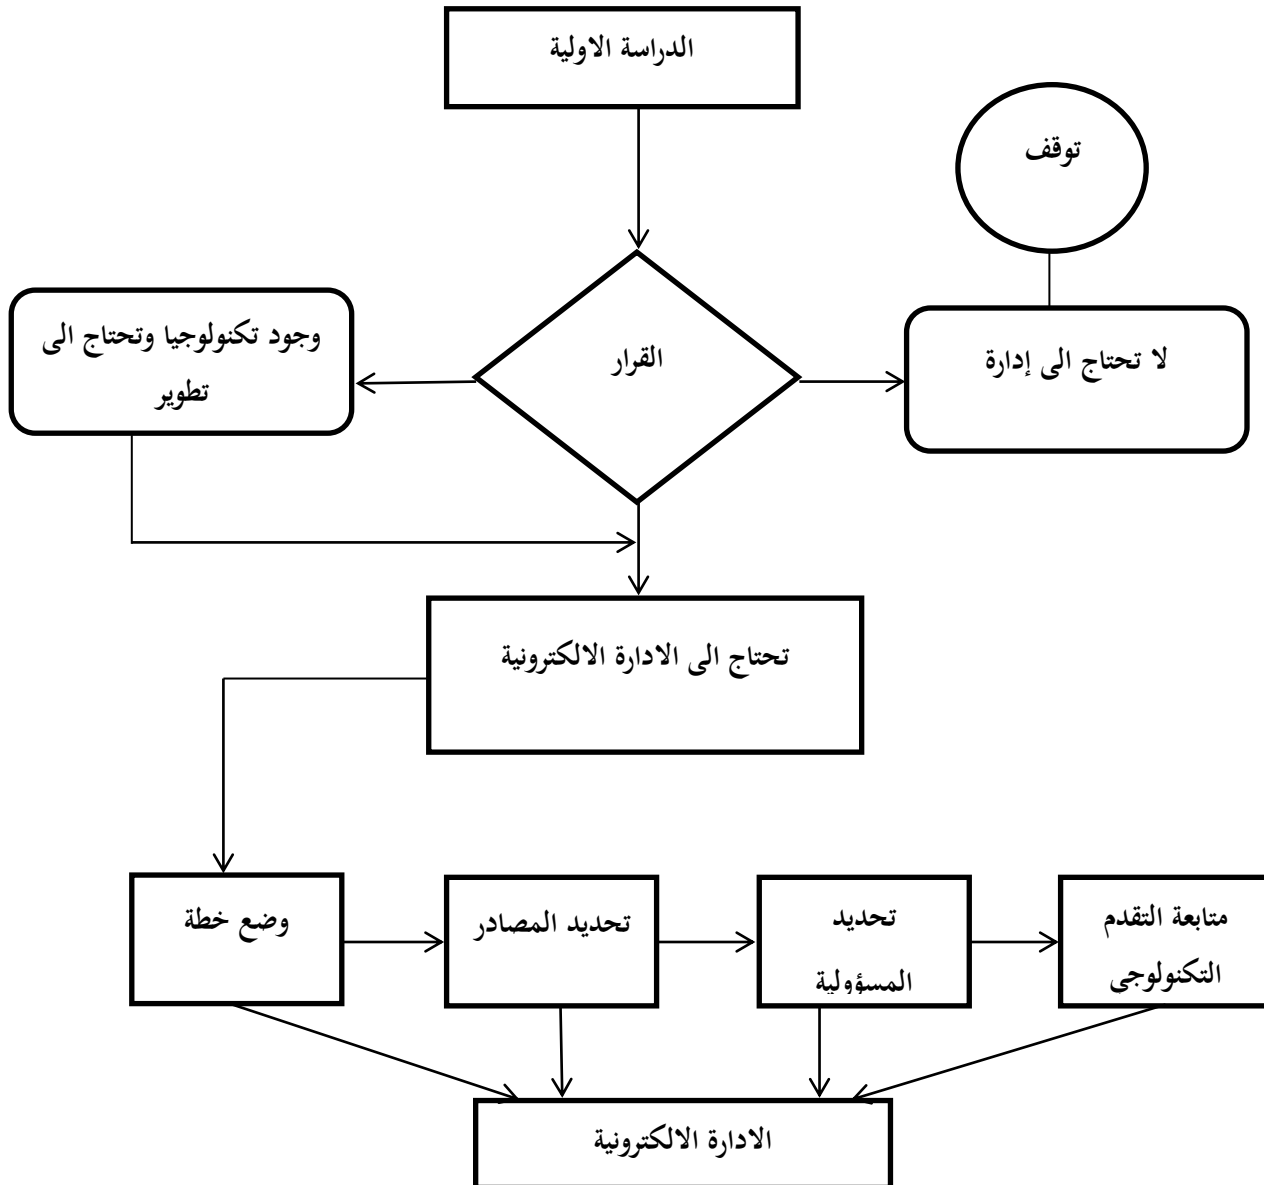 الدراسة الاولية
توقف
وجود تكنولوجيا وتحتاج الى
تطوير
القرار
لا تحتاج الى إدارة
تحتاج الى الادارة الالكترونية
وضع خطة
تحديد المصادر
تحديد
المسؤولية
متابعة التقدم
التكنولوجي
الادارة الالكترونية